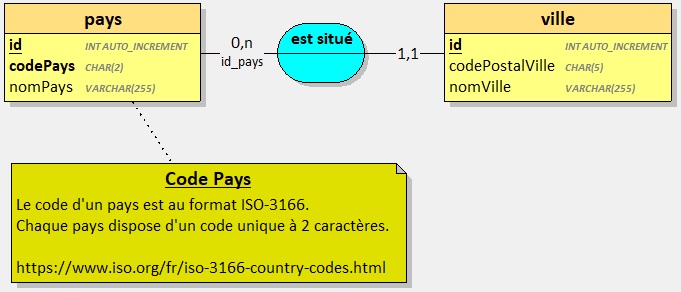 pays
id INT AUTO_INCREMENT
codePays CHAR(2)
nomPays VARCHAR(255)
0,n
id_pays
est situé
1,1
ville
id INT AUTO_INCREMENT
codePostalVille CHAR(5)
nomVille VARCHAR(255)
Code Pays
Le code d'un pays est au format ISO-3166.
Chaque pays dispose d'un code unique à 2 caractères.
https://www.iso.org/fr/iso-3166-country-codes.html